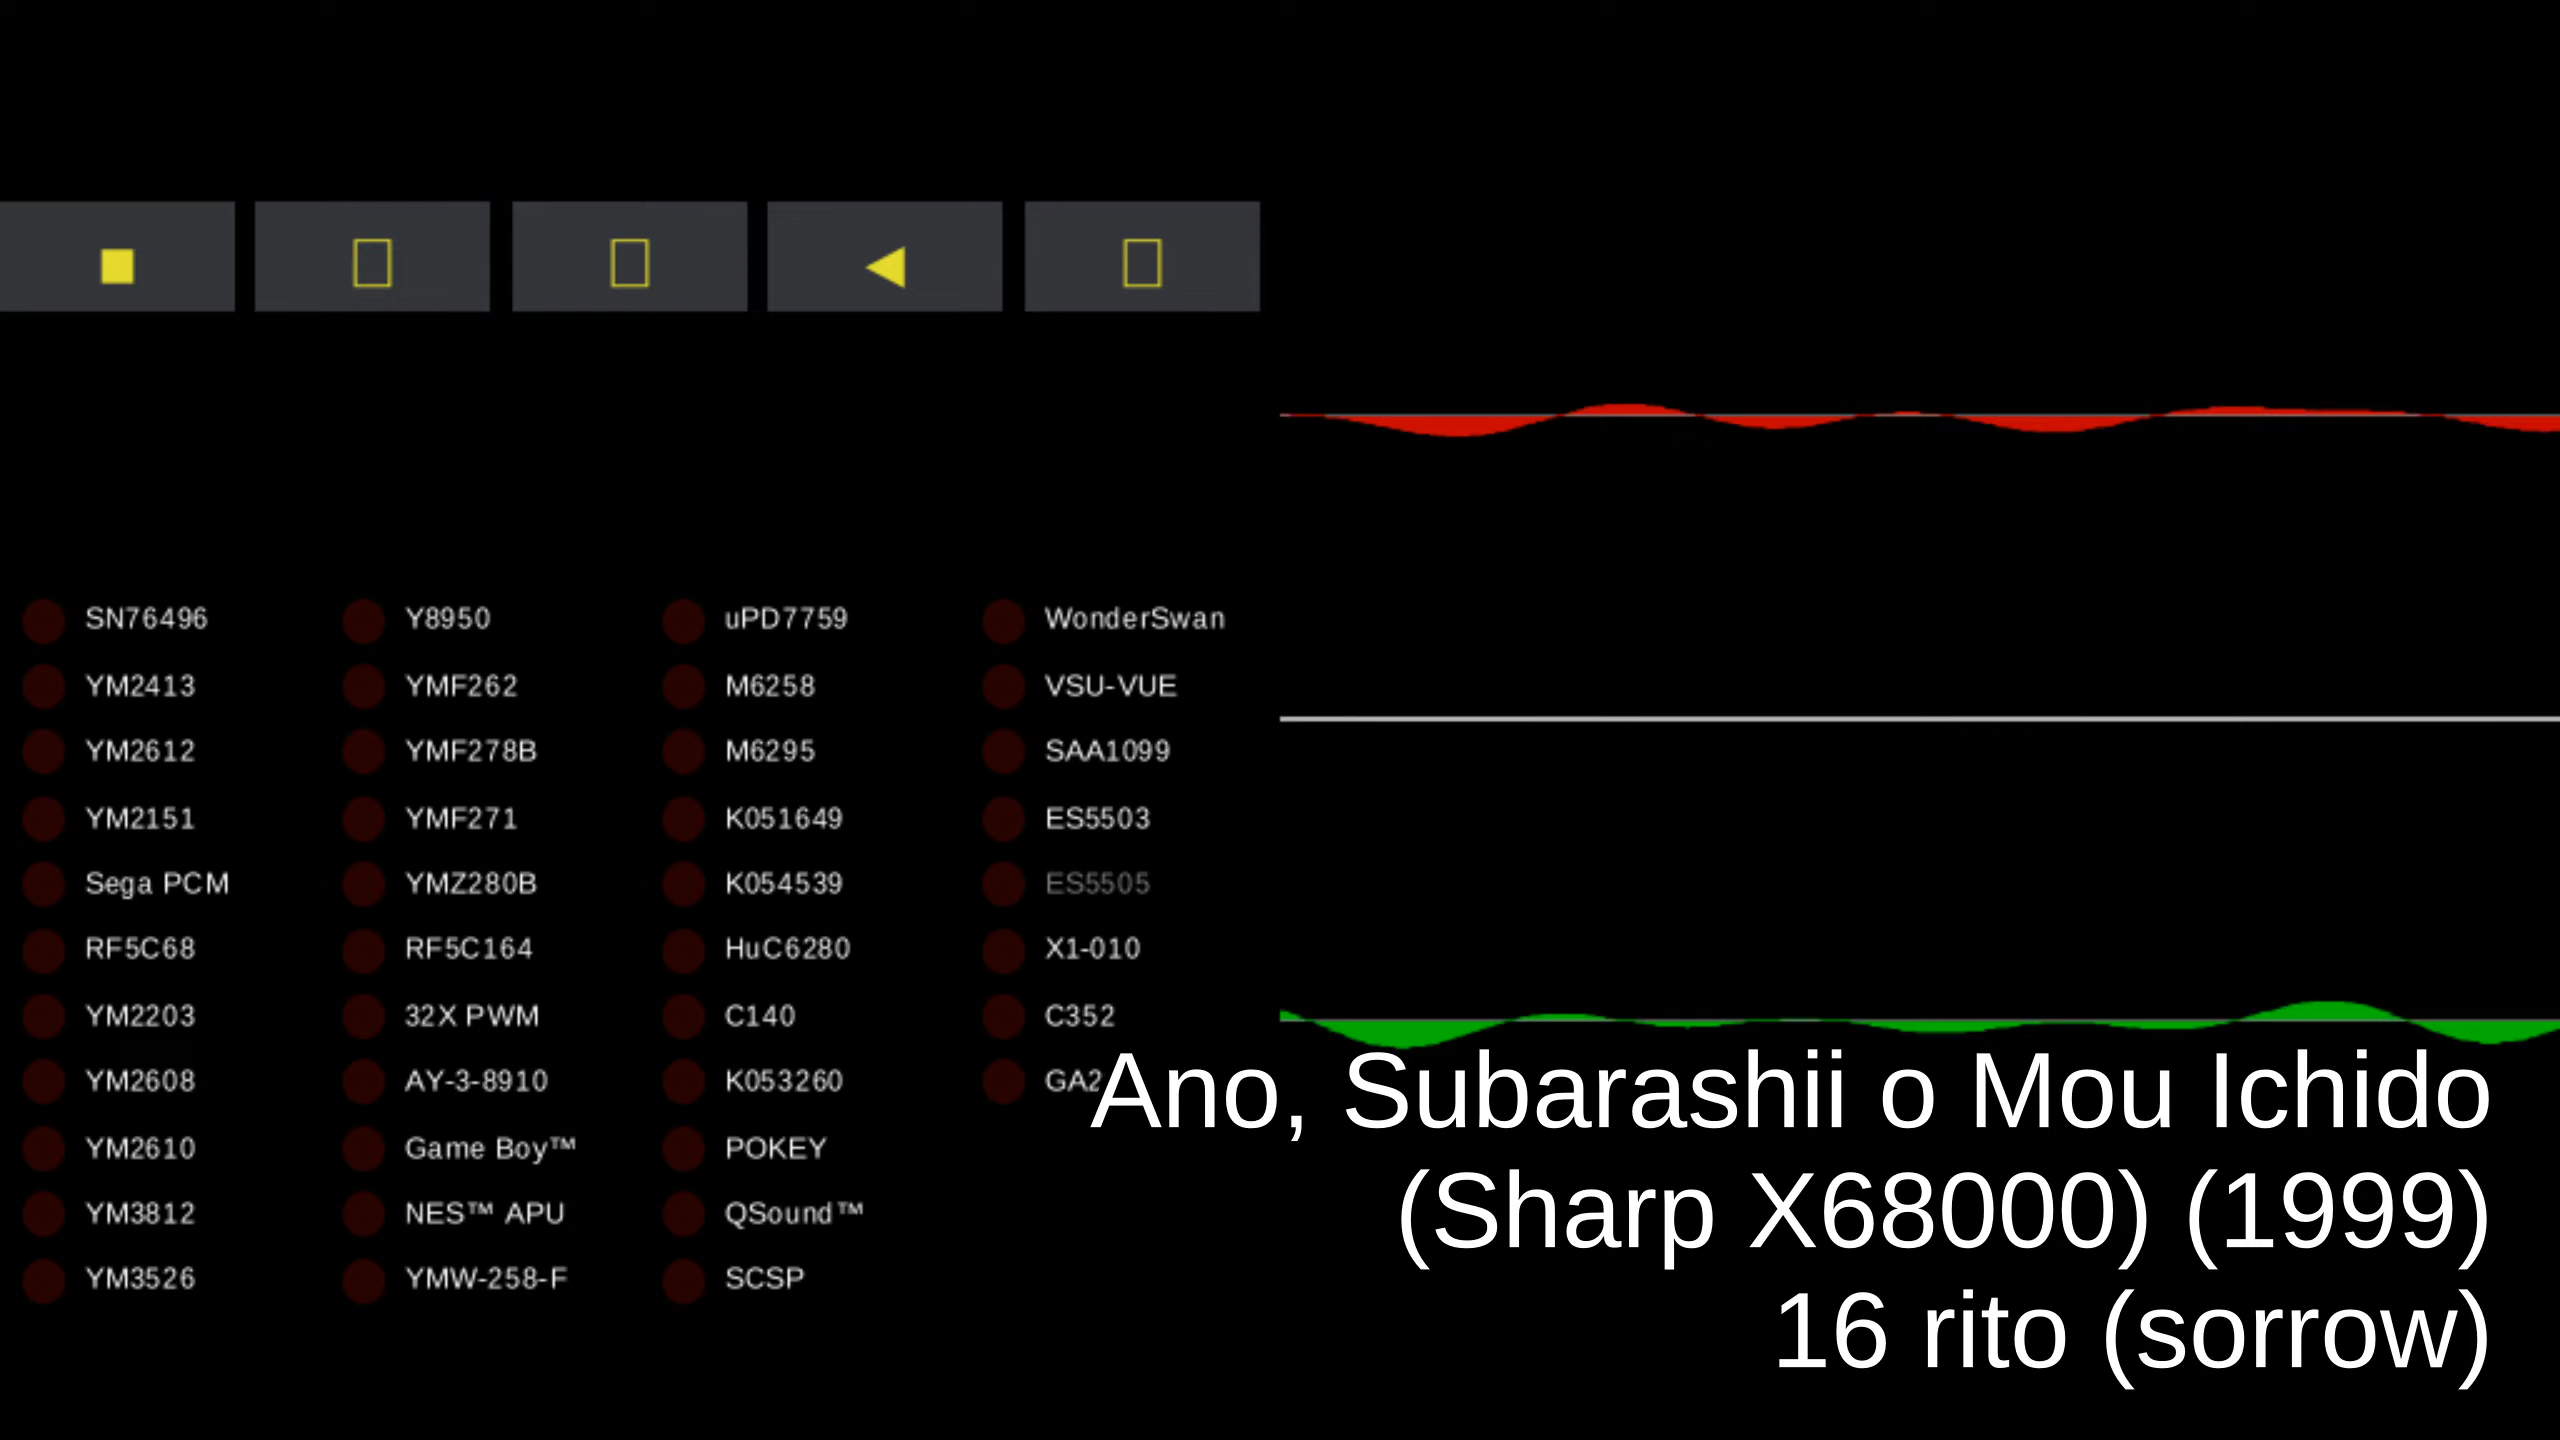 SN76496 Y8950 uPD7759 WonderSwan
YM2413 YMF262 M6258 VSU-VUE
YM2612 YMF278B M6295 SAA1099
YM2151 YMF271 K051649 ES5503
Sega PCM YMZ280B K054539 ES5505
RF5C68 RF5C164 HuC6280 X1-010
YM2203 32X PWM C140 C352
YM2608 AY-3-8910 K053260 GA2
YM2610 Game Boy™ POKEY
YM3812 NES™ APU QSound™
YM3526 YMW-258-F SCSP
Ano, Subarashii o Mou Ichido
(Sharp X68000) (1999)
16 rito (sorrow)